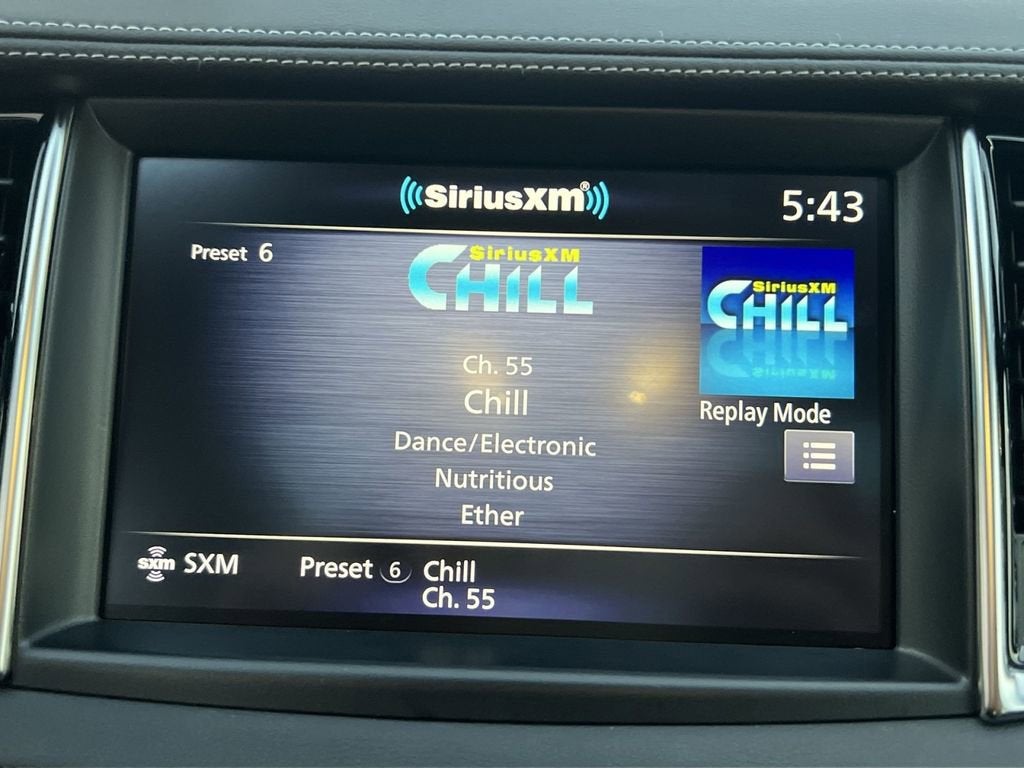 SiriusXM®
5:43
Preset 6
SiriusXM
CHILL
SiriusXM
CHILL
Ch. 55
Chill
Replay Mode
Dance/Electronic
Nutritious
Ether
sxm SXM
Preset 6 Chill
Ch. 55